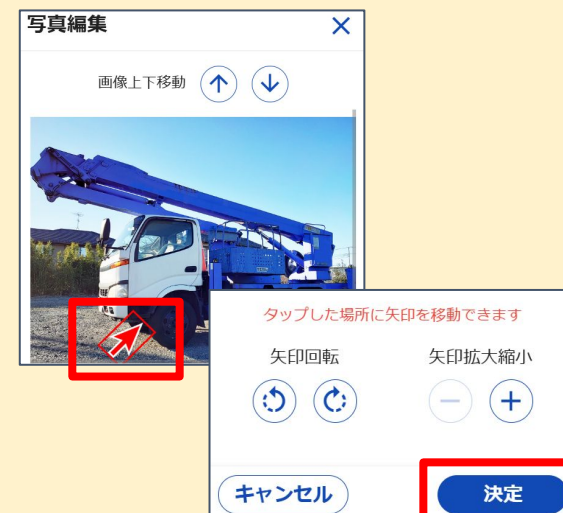 写真編集
画像上下移動
タップした場所に矢印を移動できます
矢印回転
矢印拡大縮小
キャンセル
決定